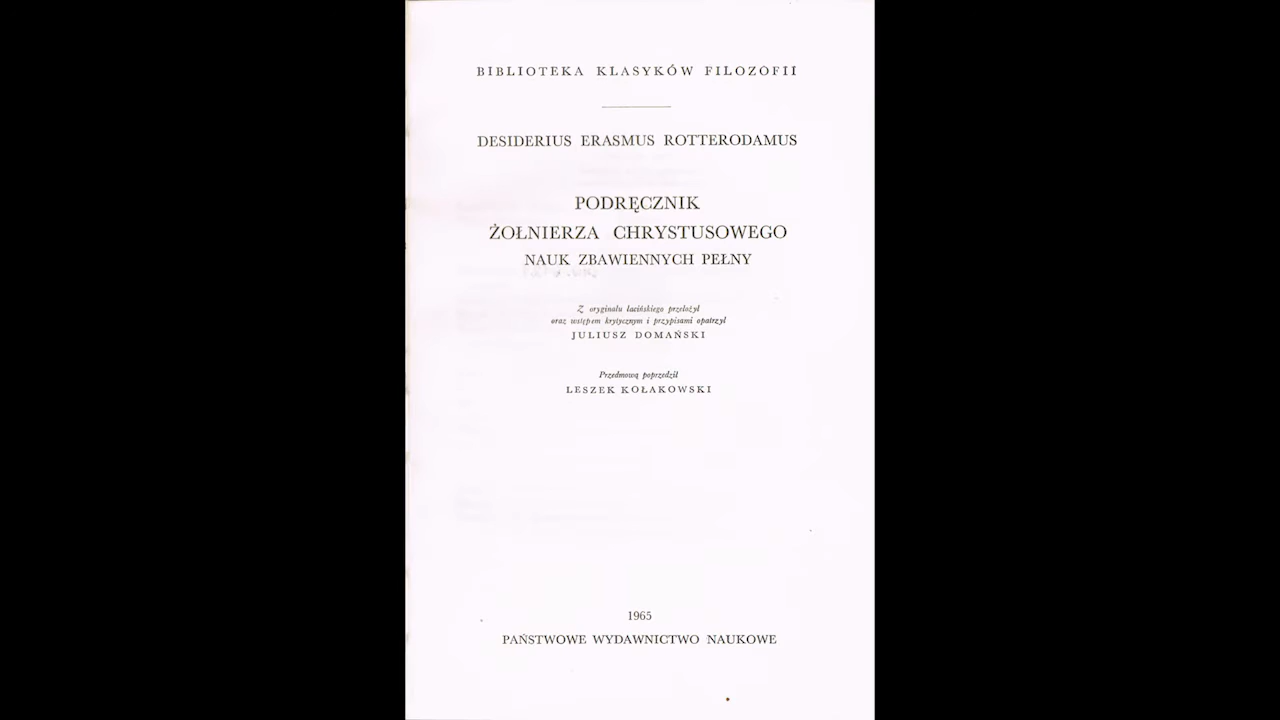 BIBLIOTEKA KLASYKÓW FILOZOFII
DESIDERIUS ERASMUS ROTTERODAMUS
PODRĘCZNIK
ŻOŁNIERZA CHRYSTUSOWEGO
NAUK ZBAWIENNYCH PEŁNY
Z oryginału łacińskiego przełożył
oraz wstępem krytycznym i przypisami opatrzył
JULIUSZ DOMAŃSKI
Przedmową poprzedził
LESZEK KOŁAKOWSKI
1965
PAŃSTWOWE WYDAWNICTWO NAUKOWE